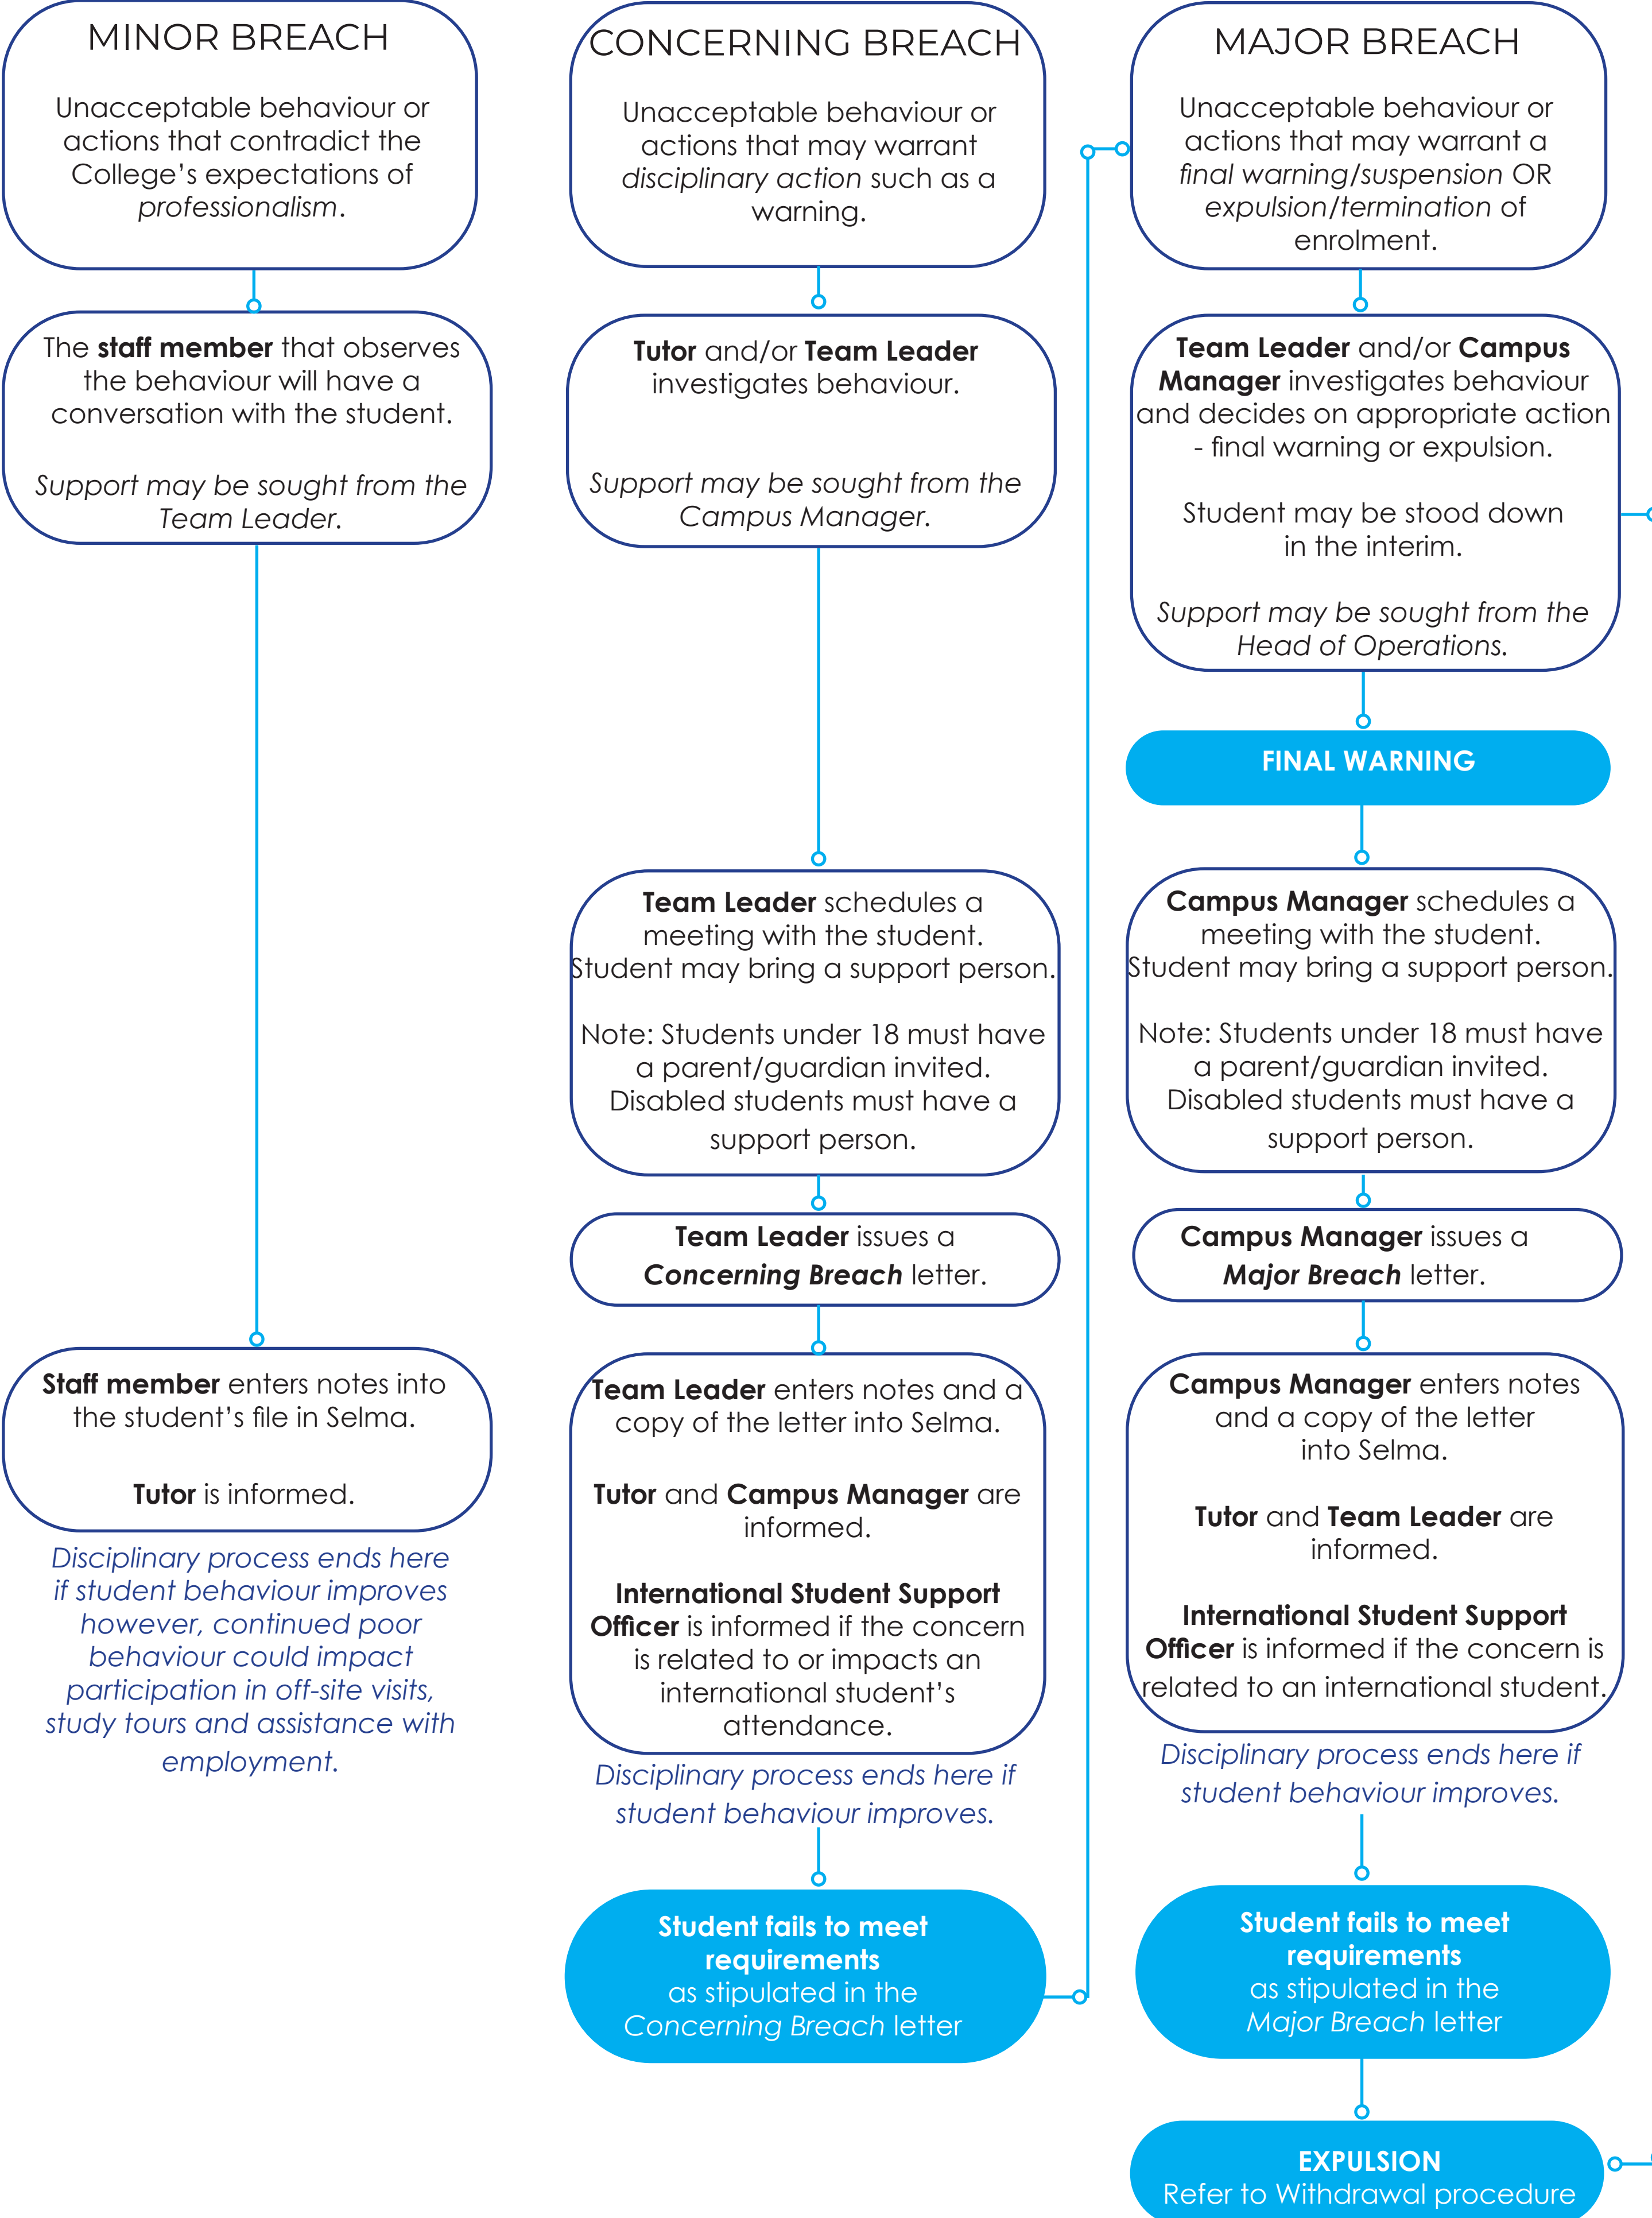 MINOR BREACH
Unacceptable behaviour or
actions that contradict the
College’s expectations of
professionalism.
The staff member that observes
the behaviour will have a
conversation with the student.
Support may be sought from the
Team Leader.
Staff member enters notes into
the student’s file in Selma.
Tutor is informed.
Disciplinary process ends here
if student behaviour improves
however, continued poor
behaviour could impact
participation in off-site visits,
study tours and assistance with
employment.
CONCERNING BREACH
Unacceptable behaviour or
actions that may warrant
disciplinary action such as a
warning.
Tutor and/or Team Leader
investigates behaviour.
Support may be sought from the
Campus Manager.
Team Leader schedules a
meeting with the student.
Student may bring a support person.
Note: Students under 18 must have
a parent/guardian invited.
Disabled students must have a
support person.
Team Leader issues a
Concerning Breach letter.
Team Leader enters notes and a
copy of the letter into Selma.
Tutor and Campus Manager are
informed.
International Student Support
Officer is informed if the concern
is related to or impacts an
international student’s
attendance.
Disciplinary process ends here if
student behaviour improves.
Student fails to meet
requirements
as stipulated in the
Concerning Breach letter
MAJOR BREACH
Unacceptable behaviour or
actions that may warrant a
final warning/suspension OR
expulsion/termination of
enrolment.
Team Leader and/or Campus
Manager investigates behaviour
and decides on appropriate action
- final warning or expulsion.
Student may be stood down
in the interim.
Support may be sought from the
Head of Operations.
FINAL WARNING
Campus Manager schedules a
meeting with the student.
Student may bring a support person.
Note: Students under 18 must have
a parent/guardian invited.
Disabled students must have a
support person.
Campus Manager issues a
Major Breach letter.
Campus Manager enters notes
and a copy of the letter
into Selma.
Tutor and Team Leader are
informed.
International Student Support
Officer is informed if the concern is
related to an international student.
Disciplinary process ends here if
student behaviour improves.
Student fails to meet
requirements
as stipulated in the
Major Breach letter
EXPULSION
Refer to Withdrawal procedure